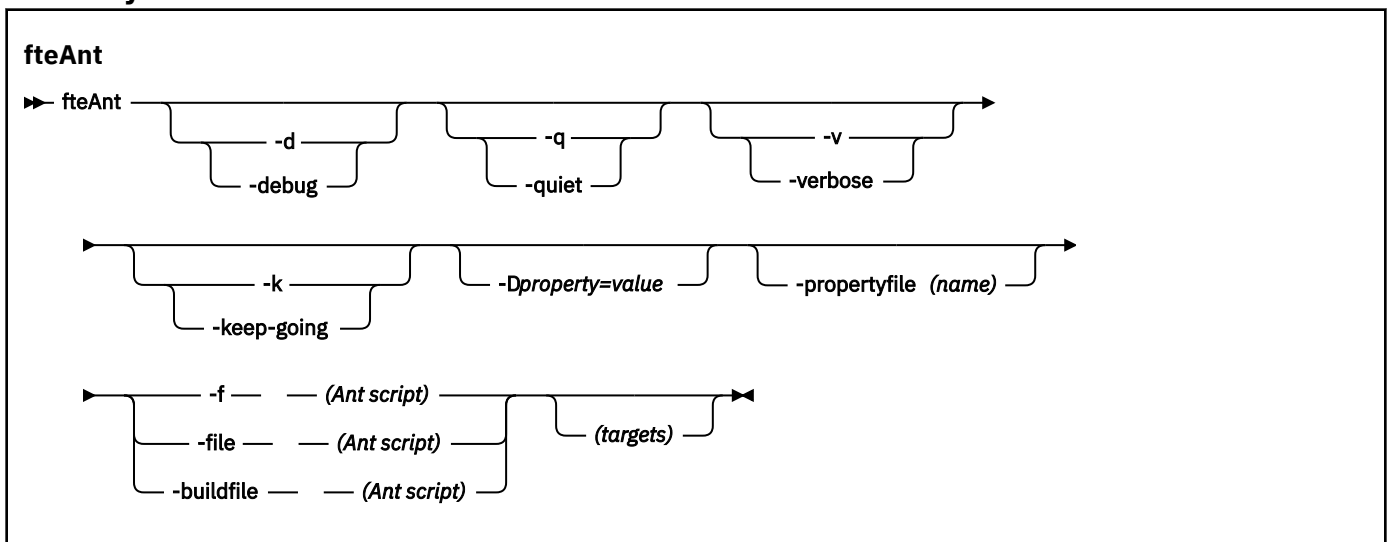 fteAnt
fteAnt
-d
-debug
-q
-quiet
-v
-verbose
-k
-keep-going
-Dproperty=value
-propertyfile (name)
-f (Ant script)
-file (Ant script)
-buildfile (Ant script)
(targets)